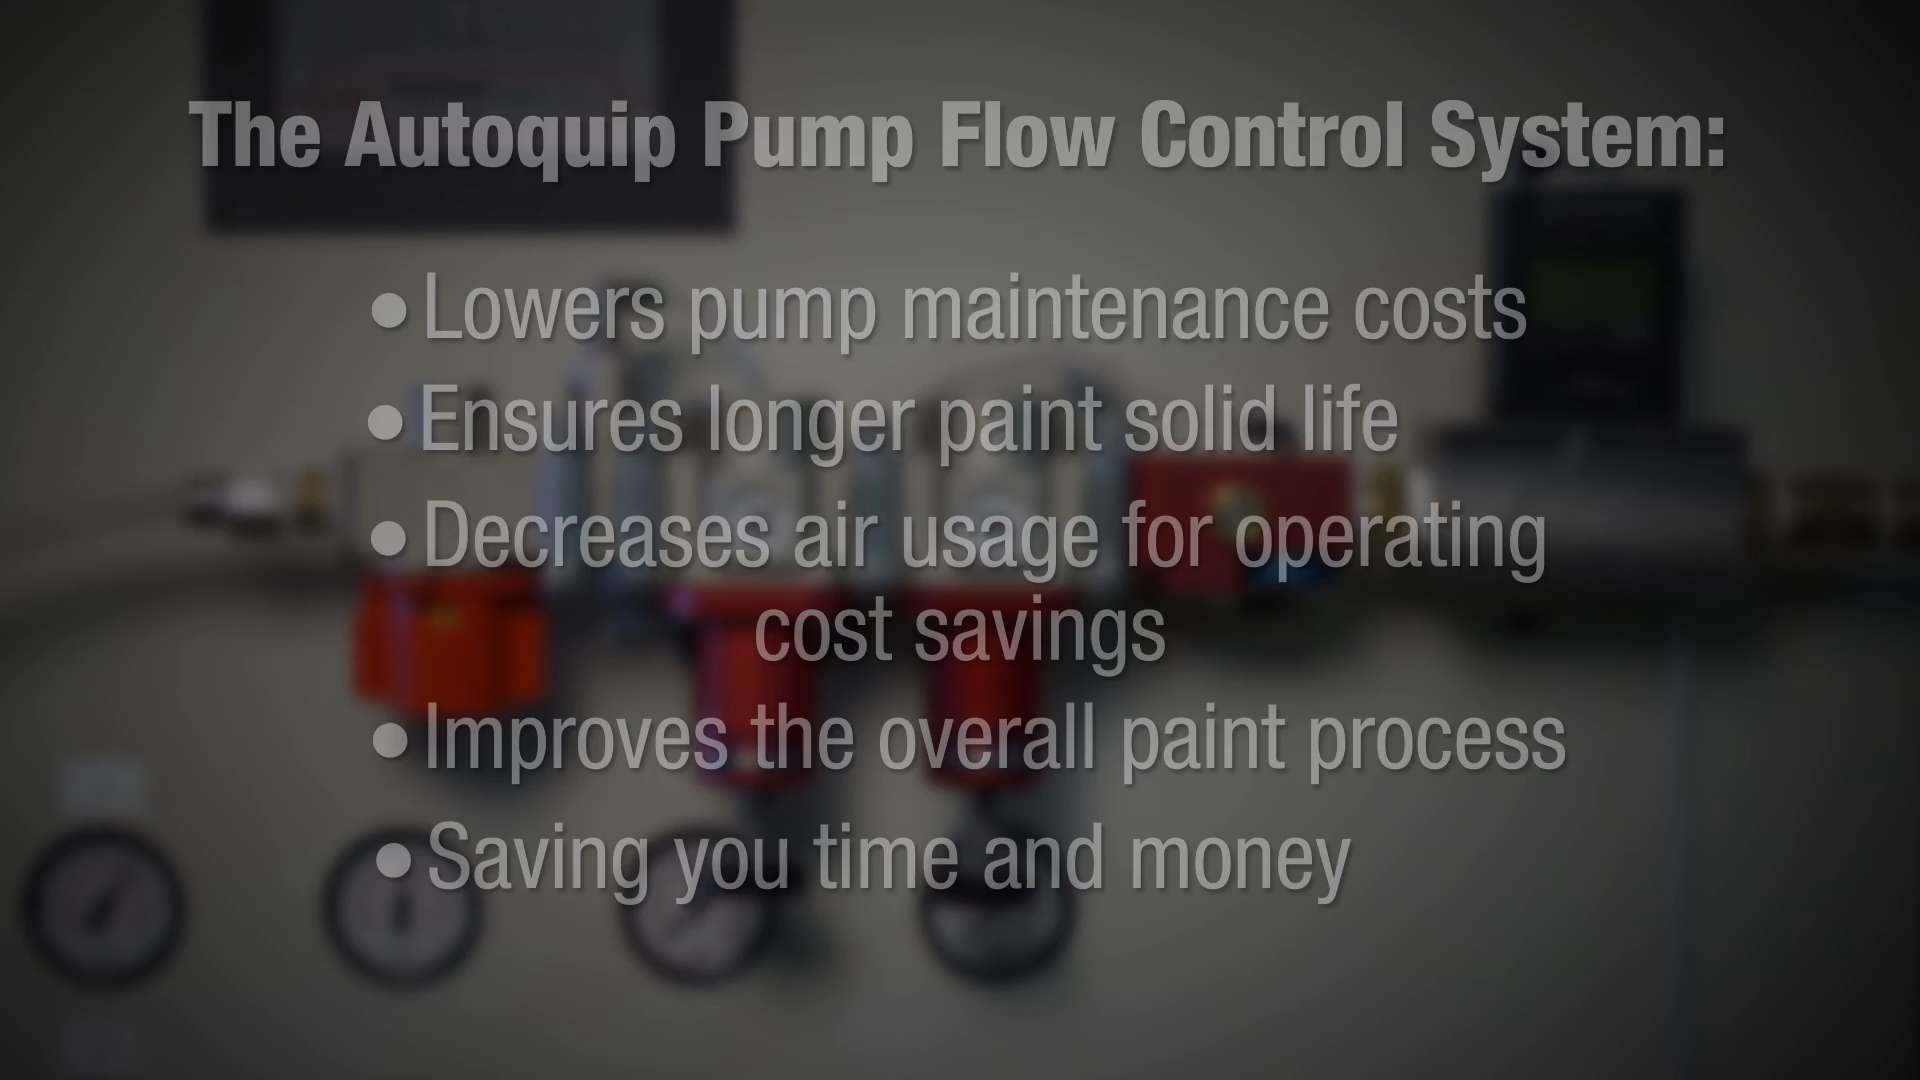 The Autoquip Pump Flow Control System:
•Lowers pump maintenance costs
•Ensures longer paint solid life
•Decreases air usage for operating
cost savings
•Improves the overall paint process
•Saving you time and money